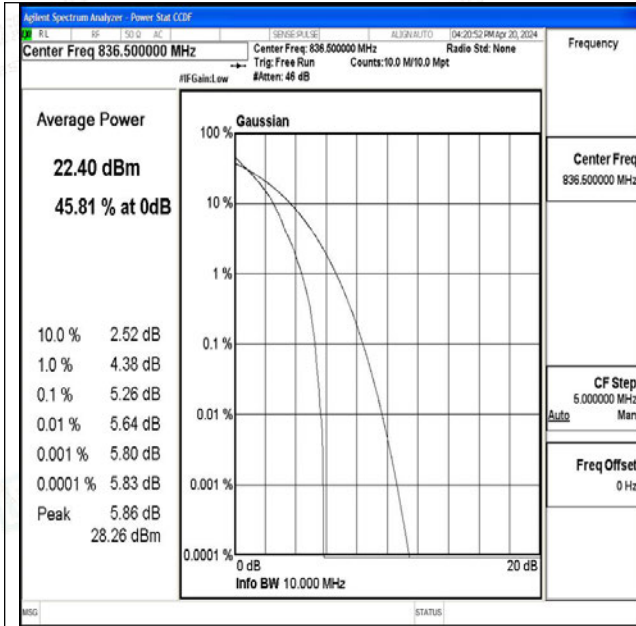 Agilent Spectrum Analyzer - Power Stat CCDF
RL RF 50 Ω AC SENSE:PULSE ALIGNAUTO 04:20:52 PM Apr 20, 2024
Center Freq 836.500000 MHz
Center Freq: 836.500000 MHz Radio Std: None
Trig: Free Run Counts:10.0 M/10.0 Mpt
#IFGain:Low #Atten: 46 dB
Frequency
Average Power
22.40 dBm
45.81 % at 0dB
10.0 % 2.52 dB
1.0 % 4.38 dB
0.1 % 5.26 dB
0.01 % 5.64 dB
0.001 % 5.80 dB
0.0001 % 5.83 dB
Peak 5.86 dB
28.26 dBm
Gaussian
100 %
10 %
1 %
0.1 %
0.01 %
0.001 %
0.0001 %
0 dB 20 dB
Info BW 10.000 MHz
Center Freq
836.500000 MHz
CF Step
5.000000 MHz
Auto Man
Freq Offset
0 Hz
MSG STATUS